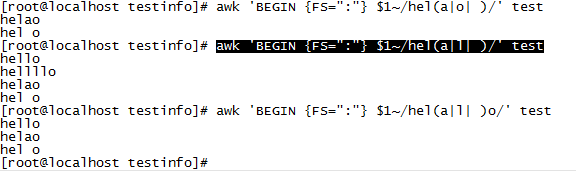 [root@localhost testinfo]# awk 'BEGIN {FS=":"} $1~/hel(a|o| )/' test
helao
hel o
[root@localhost testinfo]# awk 'BEGIN {FS=":"} $1~/hel(a|l| )/' test
hello
hellllo
helao
hel o
[root@localhost testinfo]# awk 'BEGIN {FS=":"} $1~/hel(a|l| )o/' test
hello
helao
hel o
[root@localhost testinfo]#